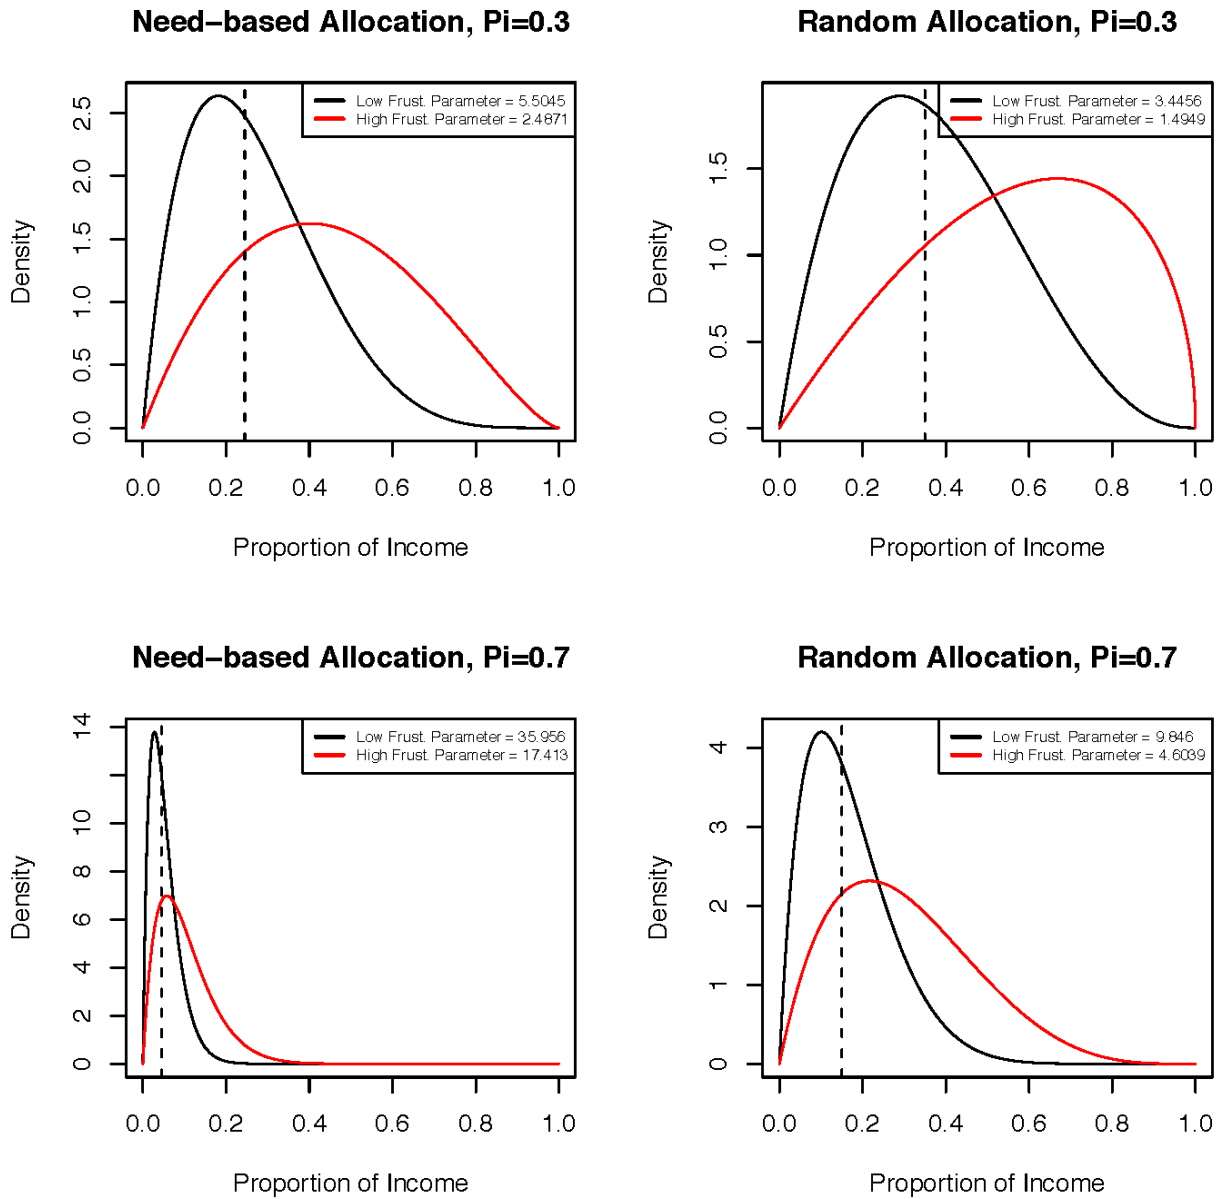 Need−based Allocation, Pi=0.3
Low Frust. Parameter = 5.5045
High Frust. Parameter = 2.4871
Density
0.0 0.5 1.0 1.5 2.0 2.5
0.0 0.2 0.4 0.6 0.8 1.0
Proportion of Income
Random Allocation, Pi=0.3
Low Frust. Parameter = 3.4456
High Frust. Parameter = 1.4949
Density
0.0 0.5 1.0 1.5
0.0 0.2 0.4 0.6 0.8 1.0
Proportion of Income
Need−based Allocation, Pi=0.7
Low Frust. Parameter = 35.956
High Frust. Parameter = 17.413
Density
0 2 4 6 8 10 14
0.0 0.2 0.4 0.6 0.8 1.0
Proportion of Income
Random Allocation, Pi=0.7
Low Frust. Parameter = 9.846
High Frust. Parameter = 4.6039
Density
0 1 2 3 4
0.0 0.2 0.4 0.6 0.8 1.0
Proportion of Income